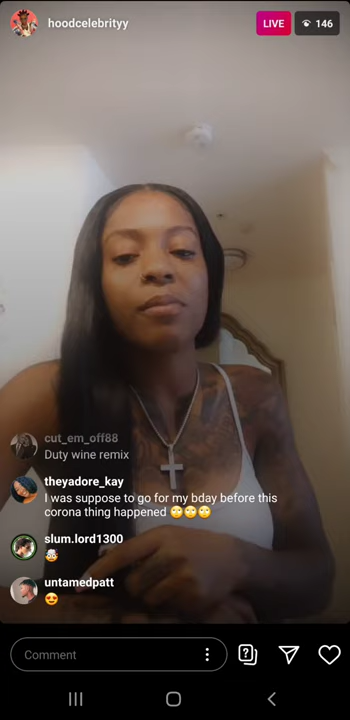 hoodcelebrityy
LIVE
146
cut_em_off88
Duty wine remix
theyadore_kay
I was suppose to go for my bday before this
corona thing happened 🙄🙄🙄
slum.lord1300
🤯
untamedpatt
😍
Comment